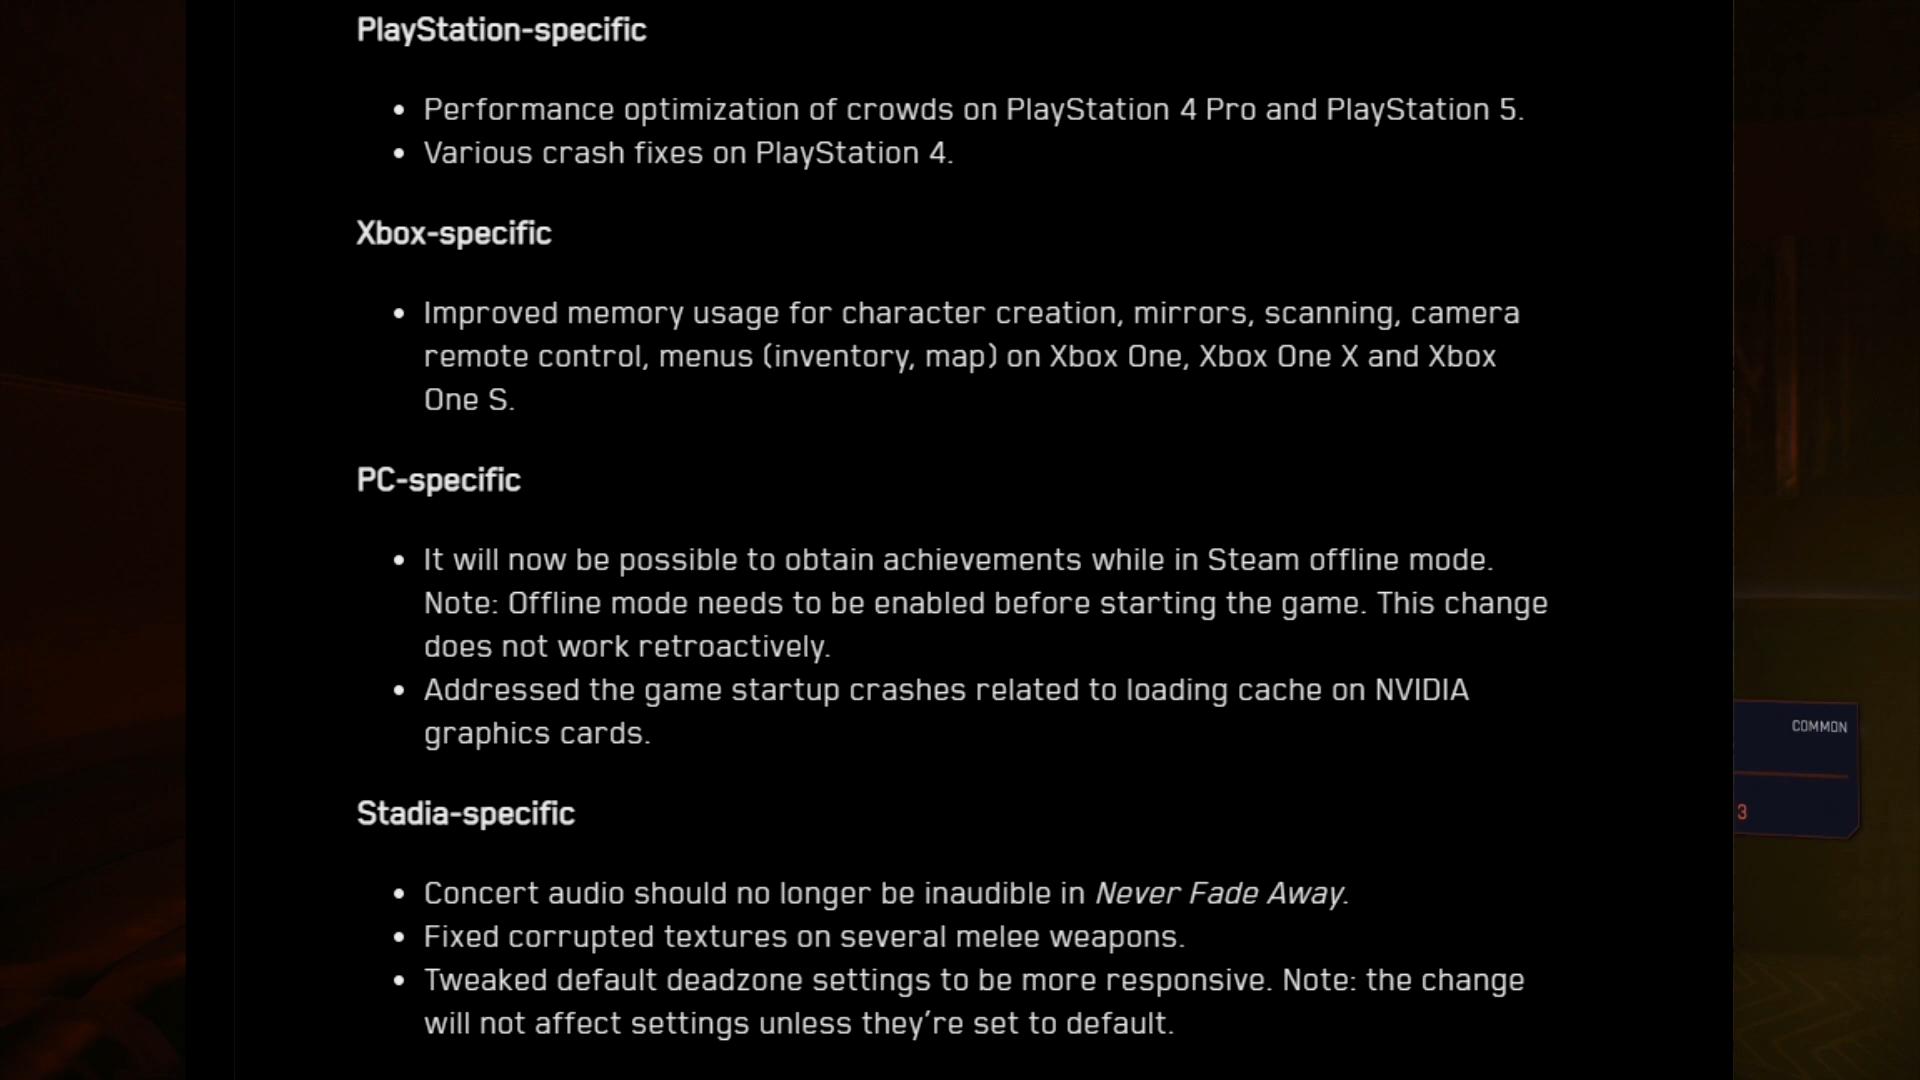 PlayStation-specific
• Performance optimization of crowds on PlayStation 4 Pro and PlayStation 5.
• Various crash fixes on PlayStation 4.
Xbox-specific
• Improved memory usage for character creation, mirrors, scanning, camera
remote control, menus (inventory, map) on Xbox One, Xbox One X and Xbox
One S.
PC-specific
• It will now be possible to obtain achievements while in Steam offline mode.
Note: Offline mode needs to be enabled before starting the game. This change
does not work retroactively.
• Addressed the game startup crashes related to loading cache on NVIDIA
graphics cards.
COMMON
3
Stadia-specific
• Concert audio should no longer be inaudible in Never Fade Away.
• Fixed corrupted textures on several melee weapons.
• Tweaked default deadzone settings to be more responsive. Note: the change
will not affect settings unless they’re set to default.